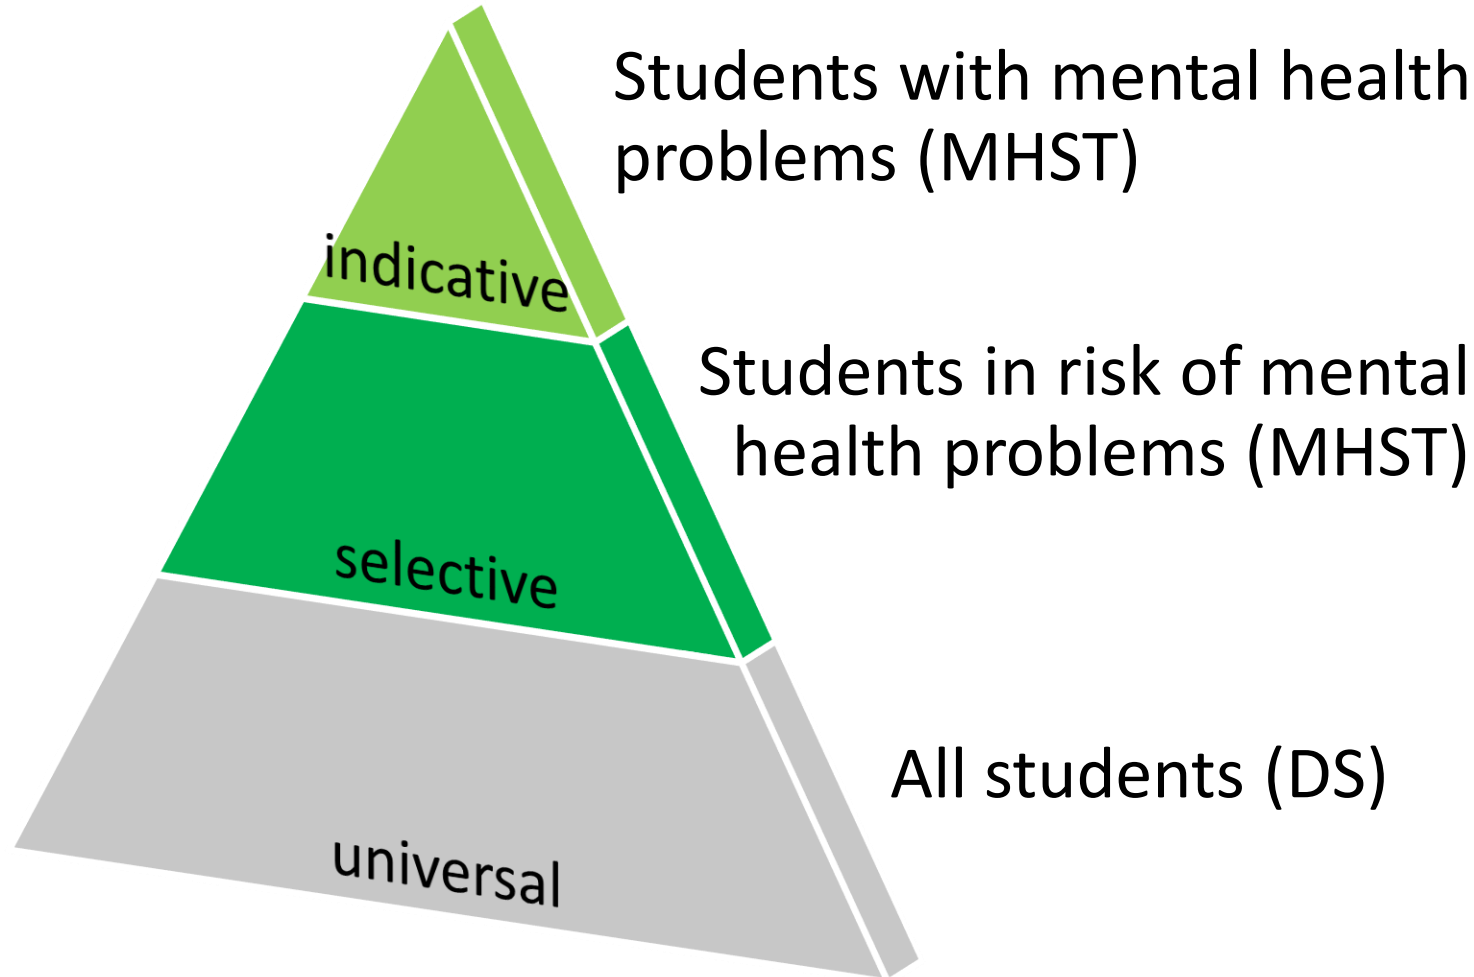 Students with mental health
problems (MHST)
indicative
Students in risk of mental
health problems (MHST)
selective
All students (DS)
universal